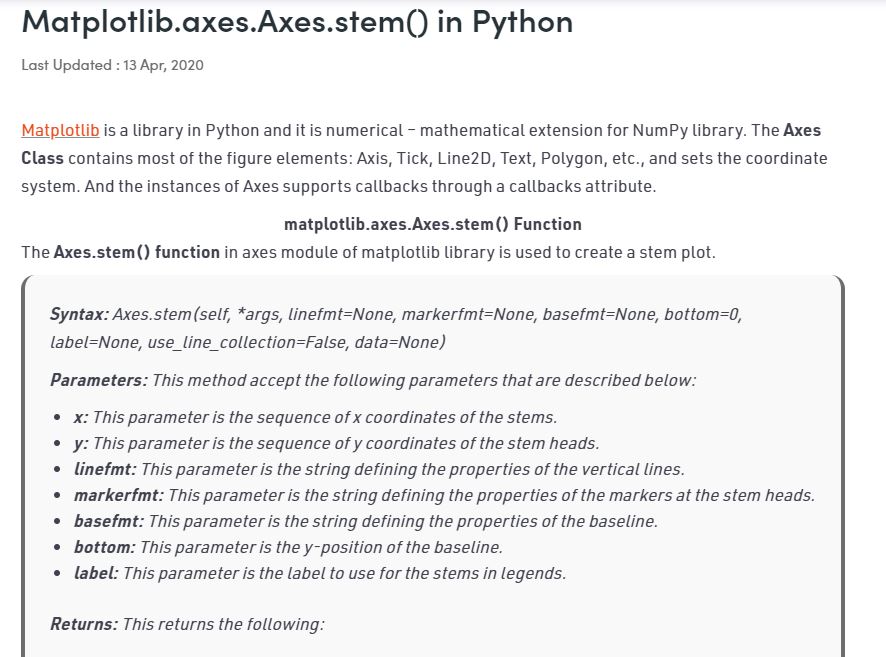 Matplotlib.axes.Axes.stem() in Python
Last Updated : 13 Apr, 2020
Matplotlib is a library in Python and it is numerical – mathematical extension for NumPy library. The Axes
Class contains most of the figure elements: Axis, Tick, Line2D, Text, Polygon, etc., and sets the coordinate
system. And the instances of Axes supports callbacks through a callbacks attribute.
matplotlib.axes.Axes.stem() Function
The Axes.stem() function in axes module of matplotlib library is used to create a stem plot.
Syntax: Axes.stem(self, *args, linefmt=None, markerfmt=None, basefmt=None, bottom=0,
label=None, use_line_collection=False, data=None)
Parameters: This method accept the following parameters that are described below:
• x: This parameter is the sequence of x coordinates of the stems.
• y: This parameter is the sequence of y coordinates of the stem heads.
• linefmt: This parameter is the string defining the properties of the vertical lines.
• markerfmt: This parameter is the string defining the properties of the markers at the stem heads.
• basefmt: This parameter is the string defining the properties of the baseline.
• bottom: This parameter is the y-position of the baseline.
• label: This parameter is the label to use for the stems in legends.
Returns: This returns the following: